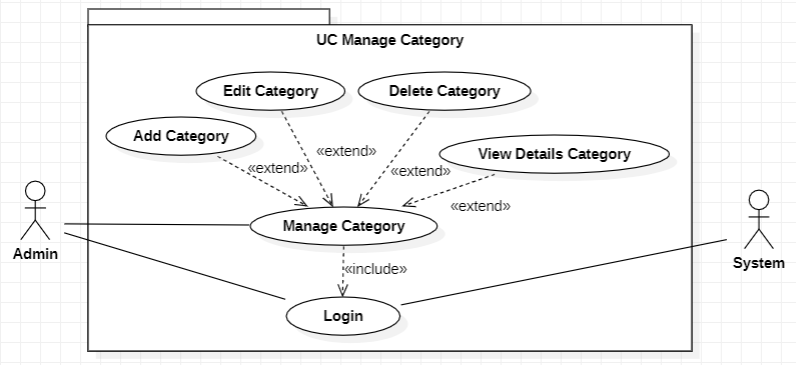 UC Manage Category
Edit Category
Delete Category
Add Category
View Details Category
«extend»
«extend»
«extend»
«extend»
Manage Category
Admin
System
«include»
Login